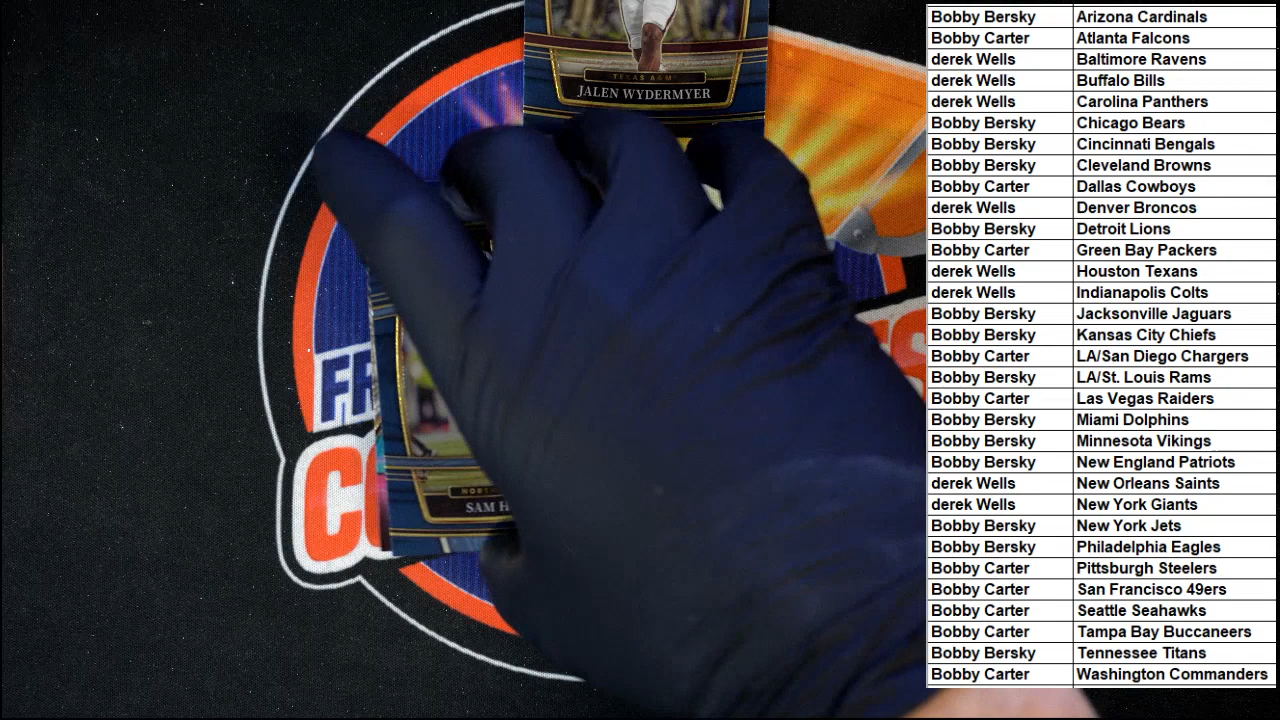 TEXAS A&M
JALEN WYDERMYER
SAM H
FR
C
Bobby Bersky Arizona Cardinals
Bobby Carter Atlanta Falcons
derek Wells Baltimore Ravens
derek Wells Buffalo Bills
derek Wells Carolina Panthers
Bobby Bersky Chicago Bears
Bobby Bersky Cincinnati Bengals
Bobby Bersky Cleveland Browns
Bobby Carter Dallas Cowboys
derek Wells Denver Broncos
Bobby Bersky Detroit Lions
Bobby Carter Green Bay Packers
derek Wells Houston Texans
derek Wells Indianapolis Colts
Bobby Bersky Jacksonville Jaguars
Bobby Bersky Kansas City Chiefs
Bobby Carter LA/San Diego Chargers
Bobby Bersky LA/St. Louis Rams
Bobby Carter Las Vegas Raiders
Bobby Bersky Miami Dolphins
Bobby Bersky Minnesota Vikings
Bobby Bersky New England Patriots
derek Wells New Orleans Saints
derek Wells New York Giants
Bobby Bersky New York Jets
Bobby Bersky Philadelphia Eagles
Bobby Carter Pittsburgh Steelers
Bobby Carter San Francisco 49ers
Bobby Carter Seattle Seahawks
Bobby Carter Tampa Bay Buccaneers
Bobby Bersky Tennessee Titans
Bobby Carter Washington Commanders